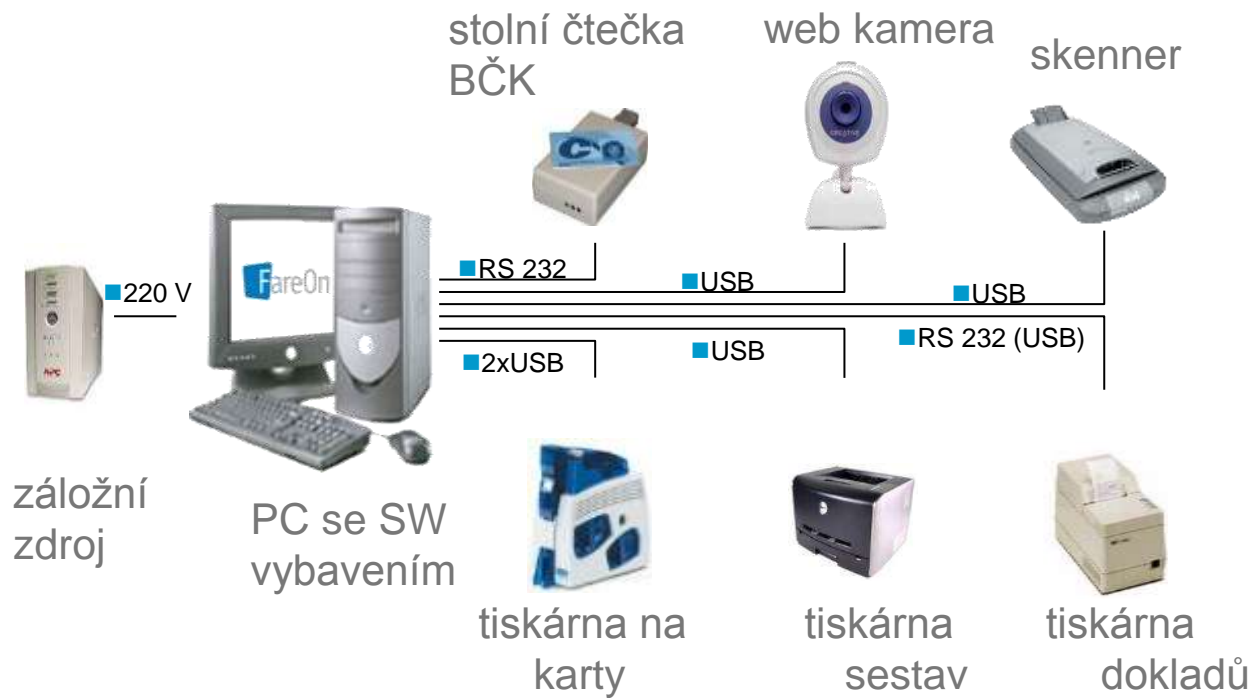 stolní čtečka
BČK
web kamera
skenner
FareOn
APC
■RS 232
■USB
■USB
■220 V
■RS 232 (USB)
■USB
■2xUSB
záložní
zdroj
PC se SW
vybavením
tiskárna na
karty
tiskárna
sestav
tiskárna
dokladů